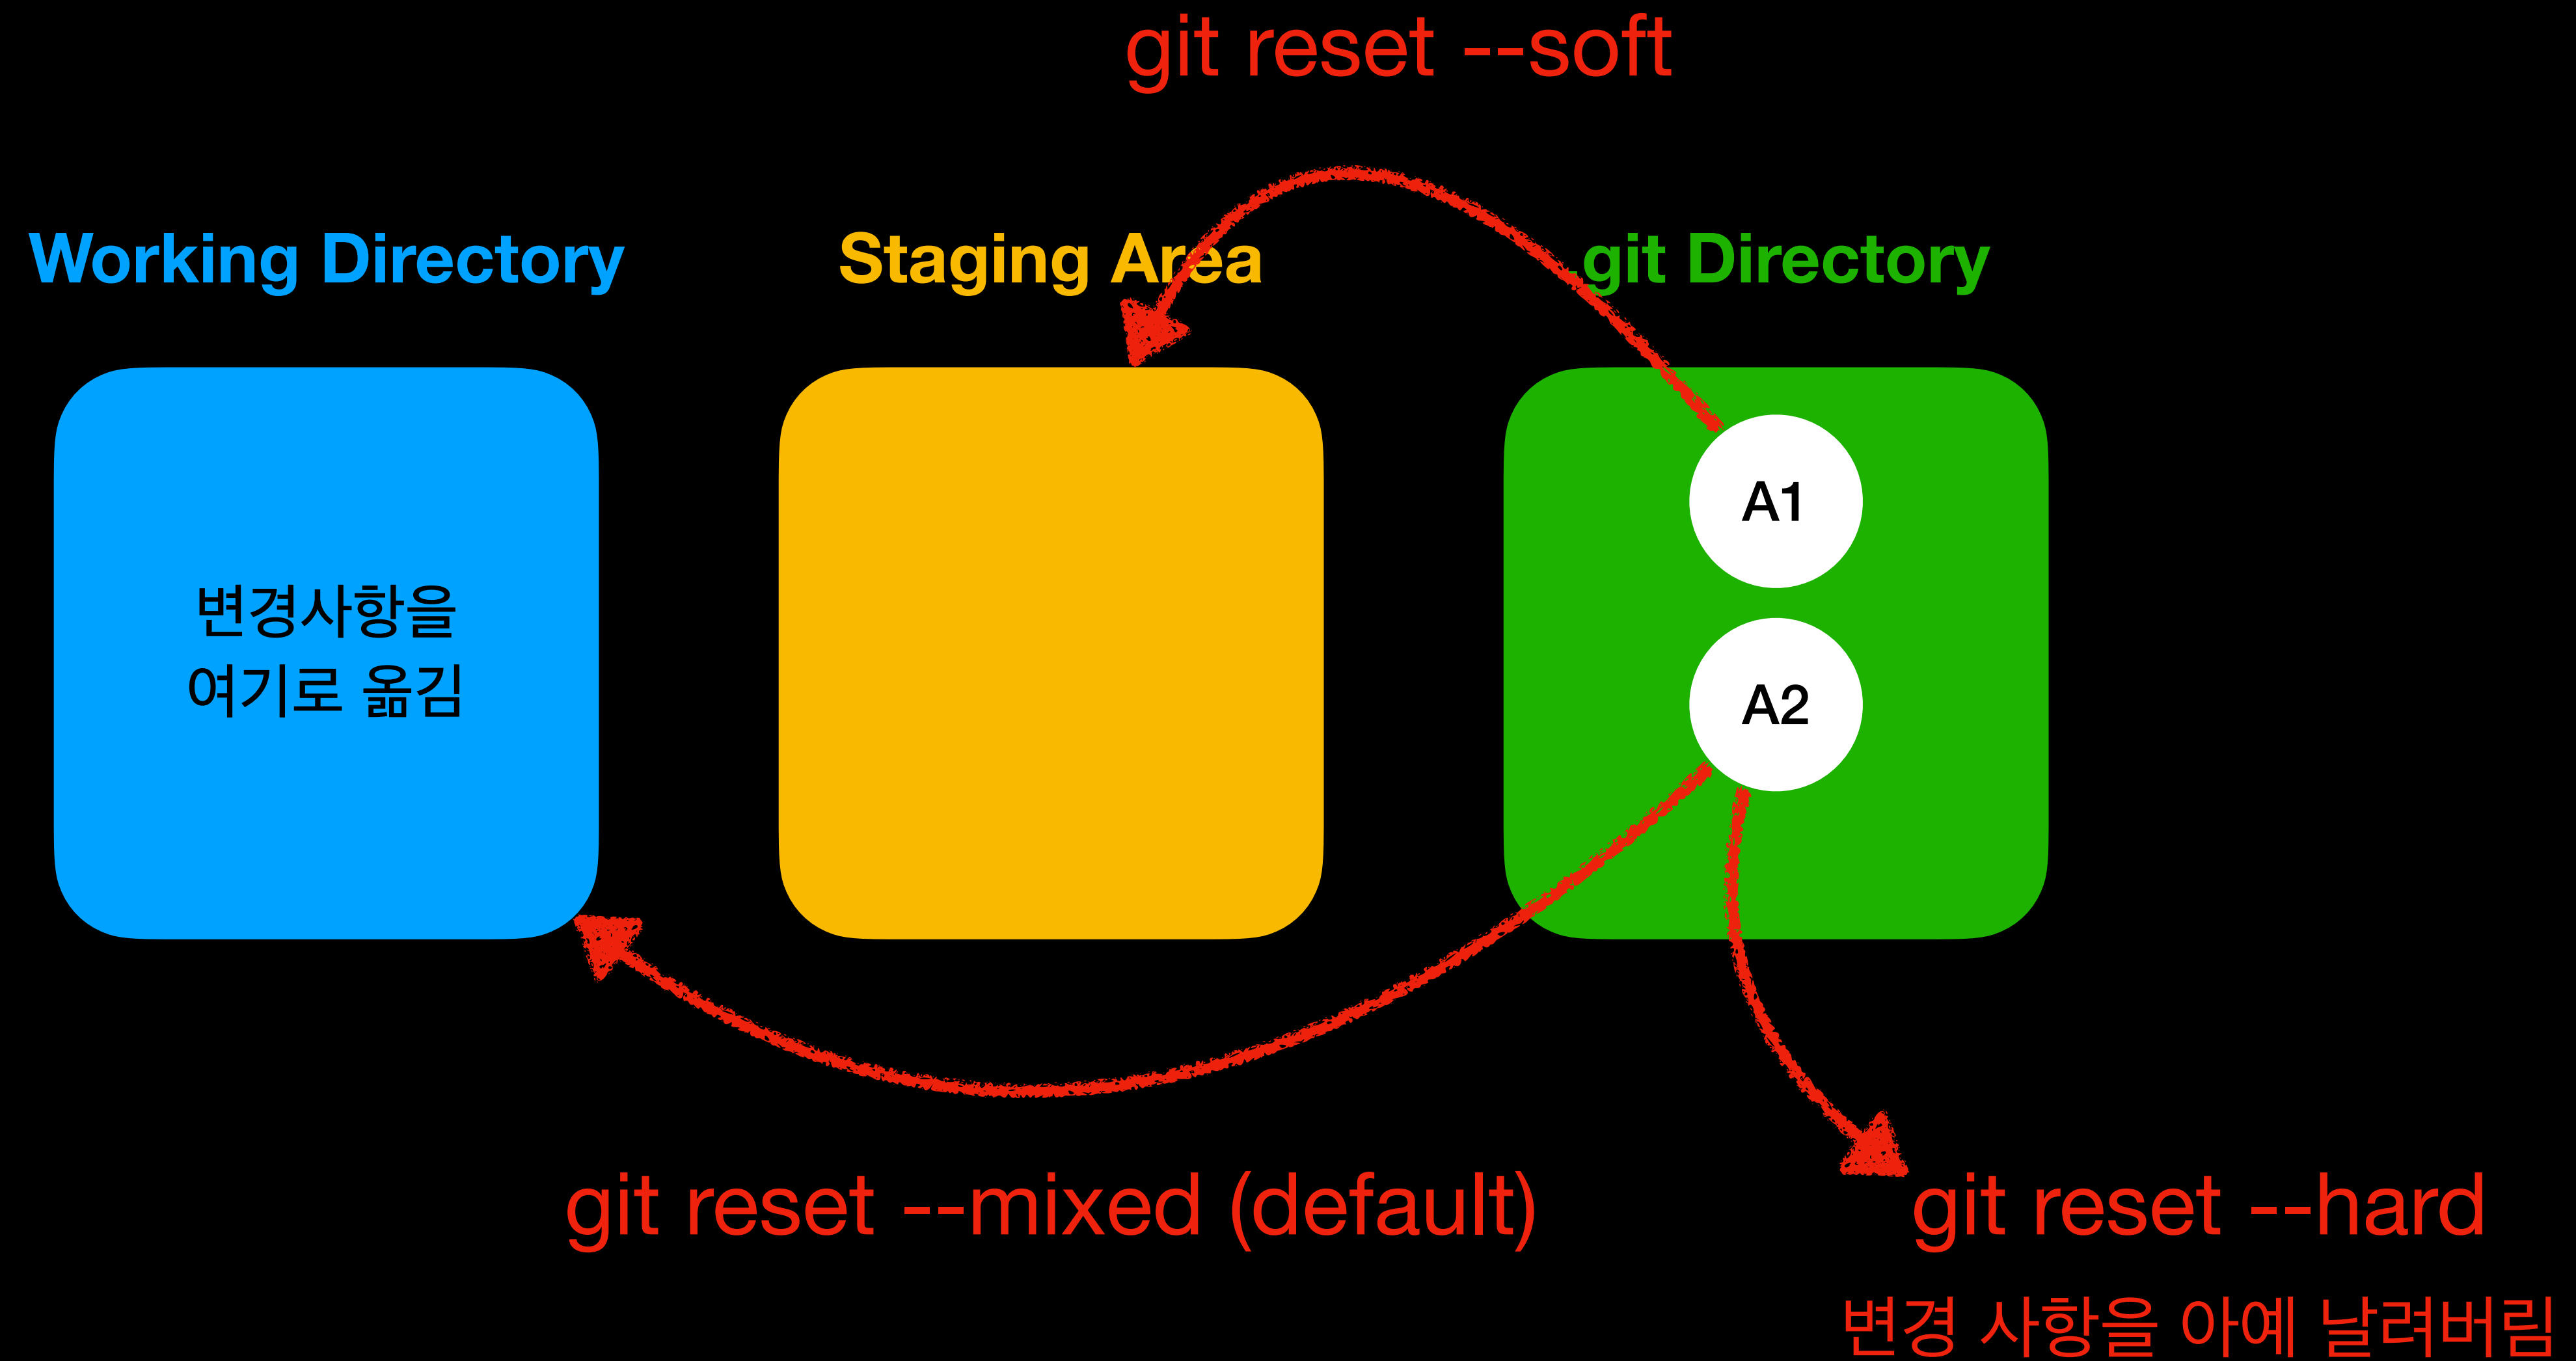 git reset --soft
Working Directory
Staging Area
.git Directory
A1
변경사항을
여기로 옮김
A2
git reset --mixed (default)
git reset --hard
변경 사항을 아예 날려버림